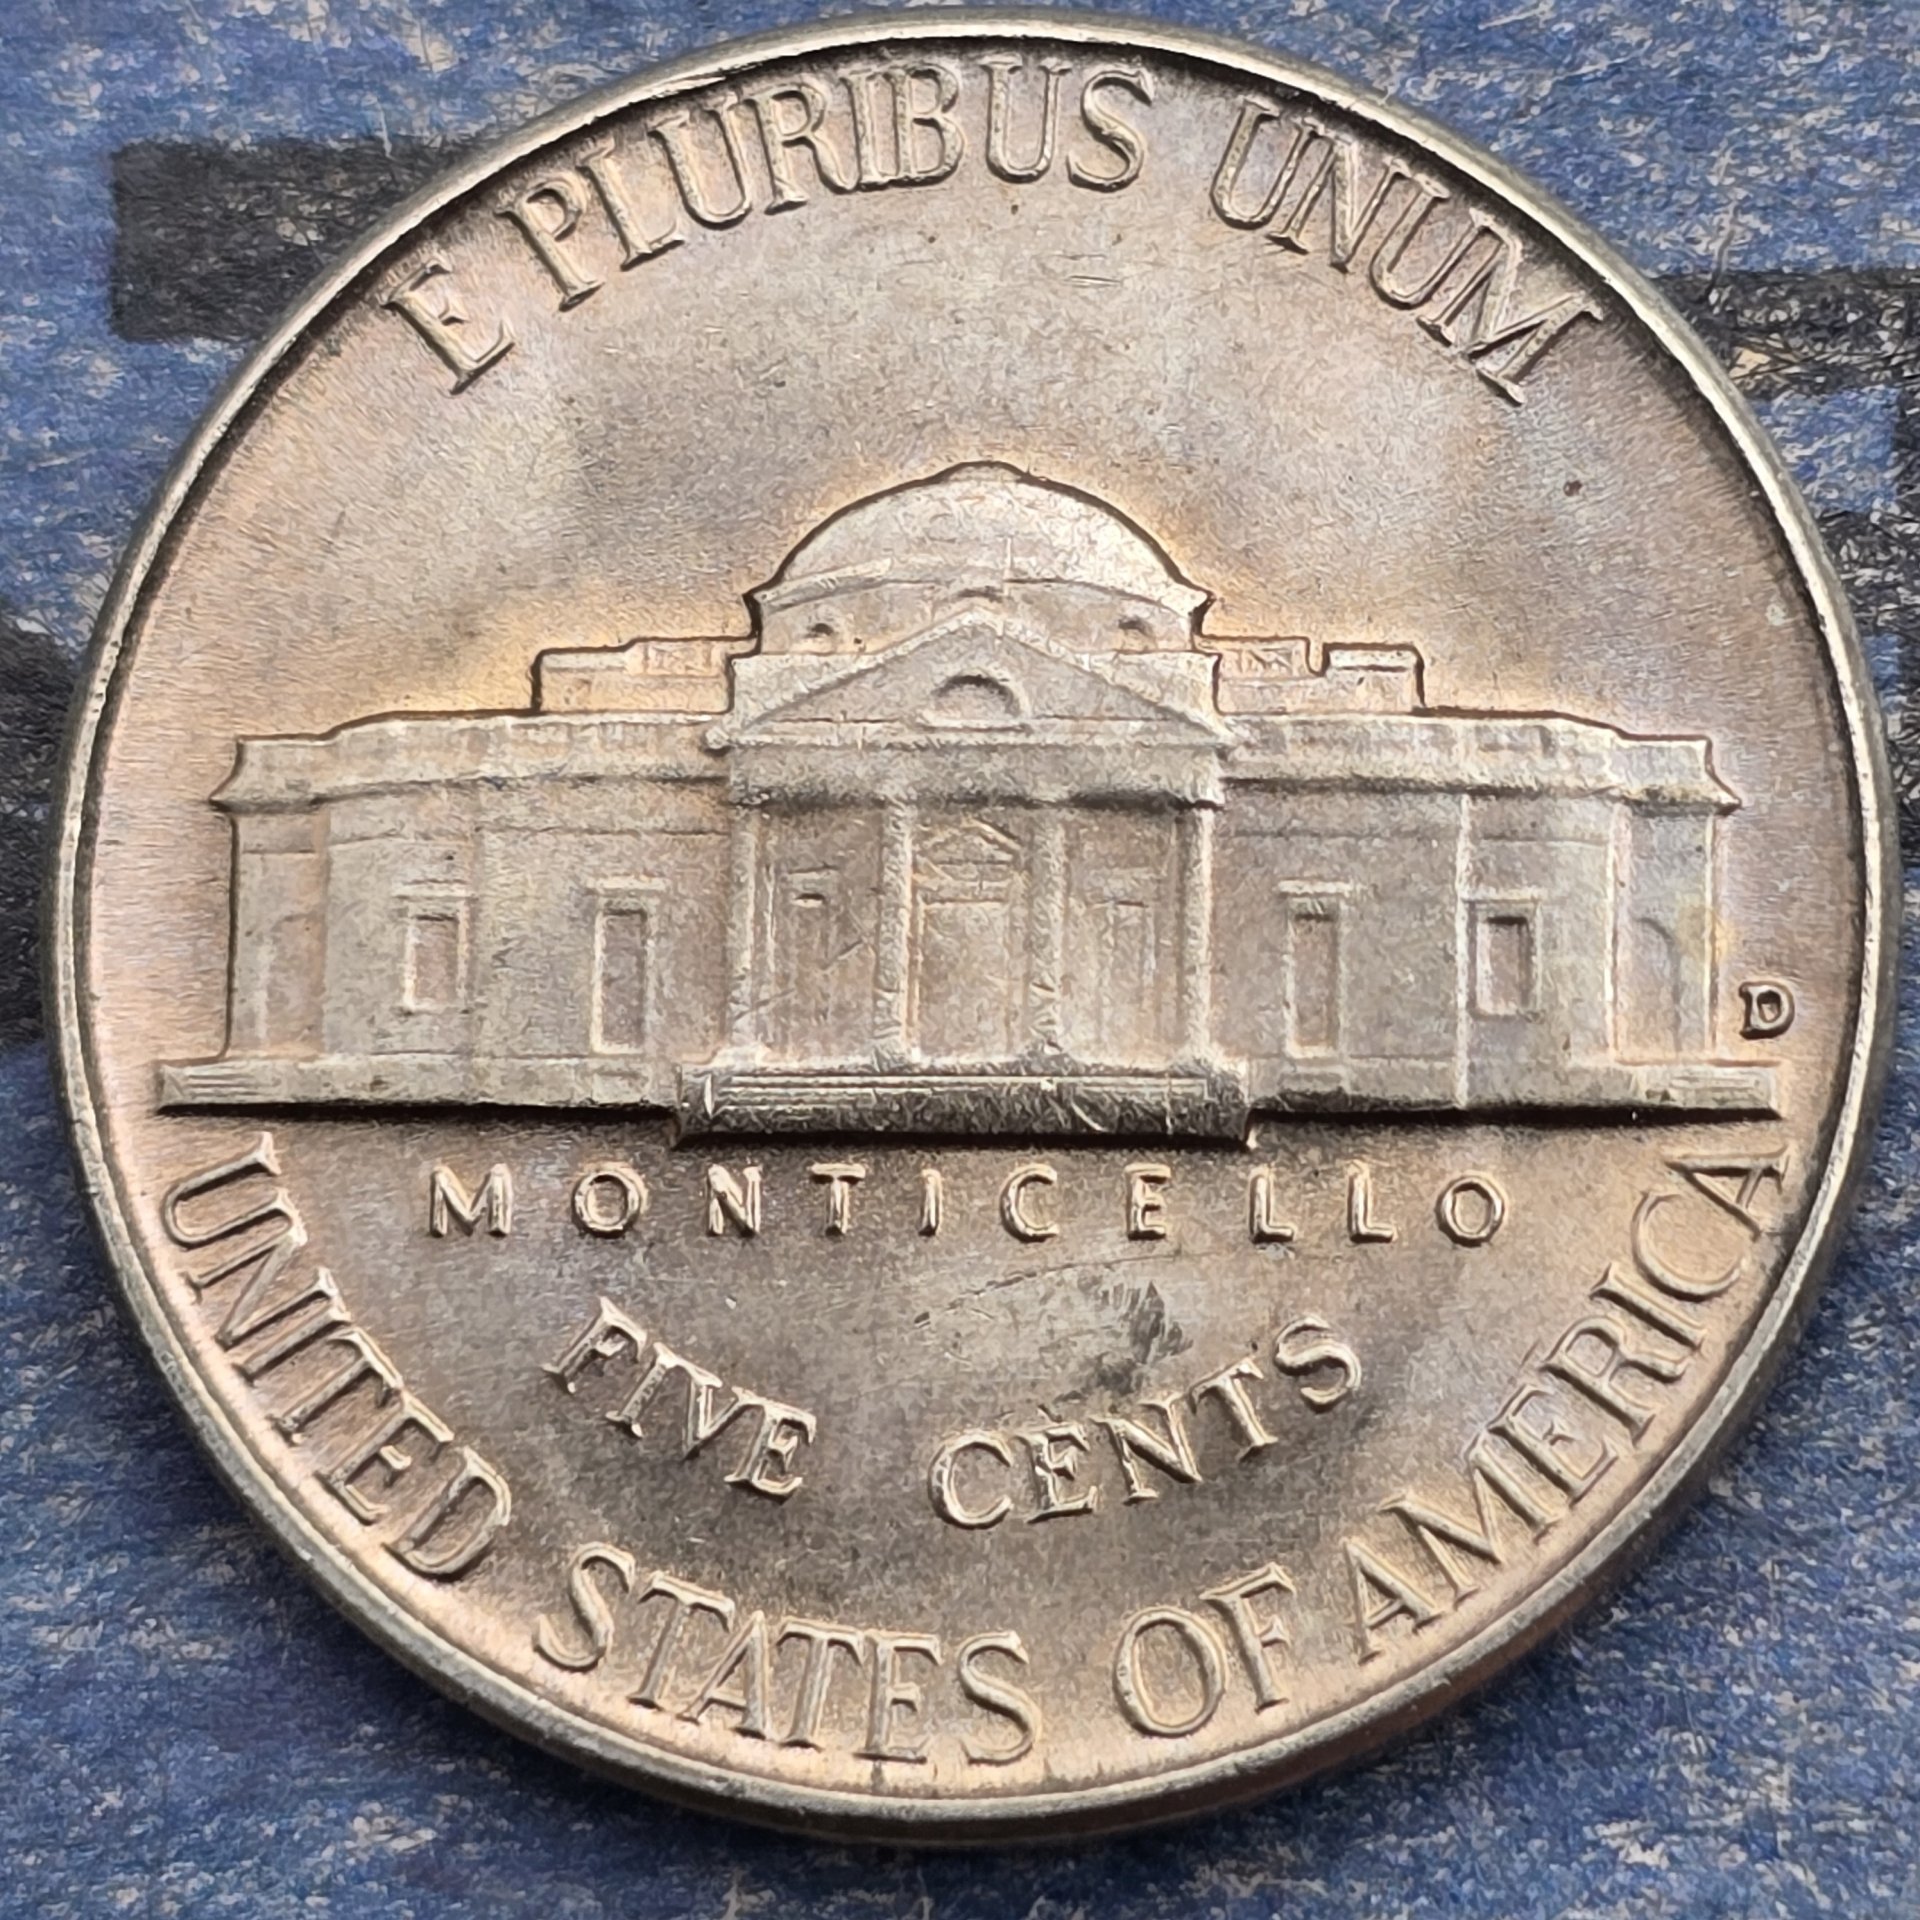 E PLURIBUS UNUM
D
MONTICELLO
FIVE CENTS
UNITED STATES OF AMERICA